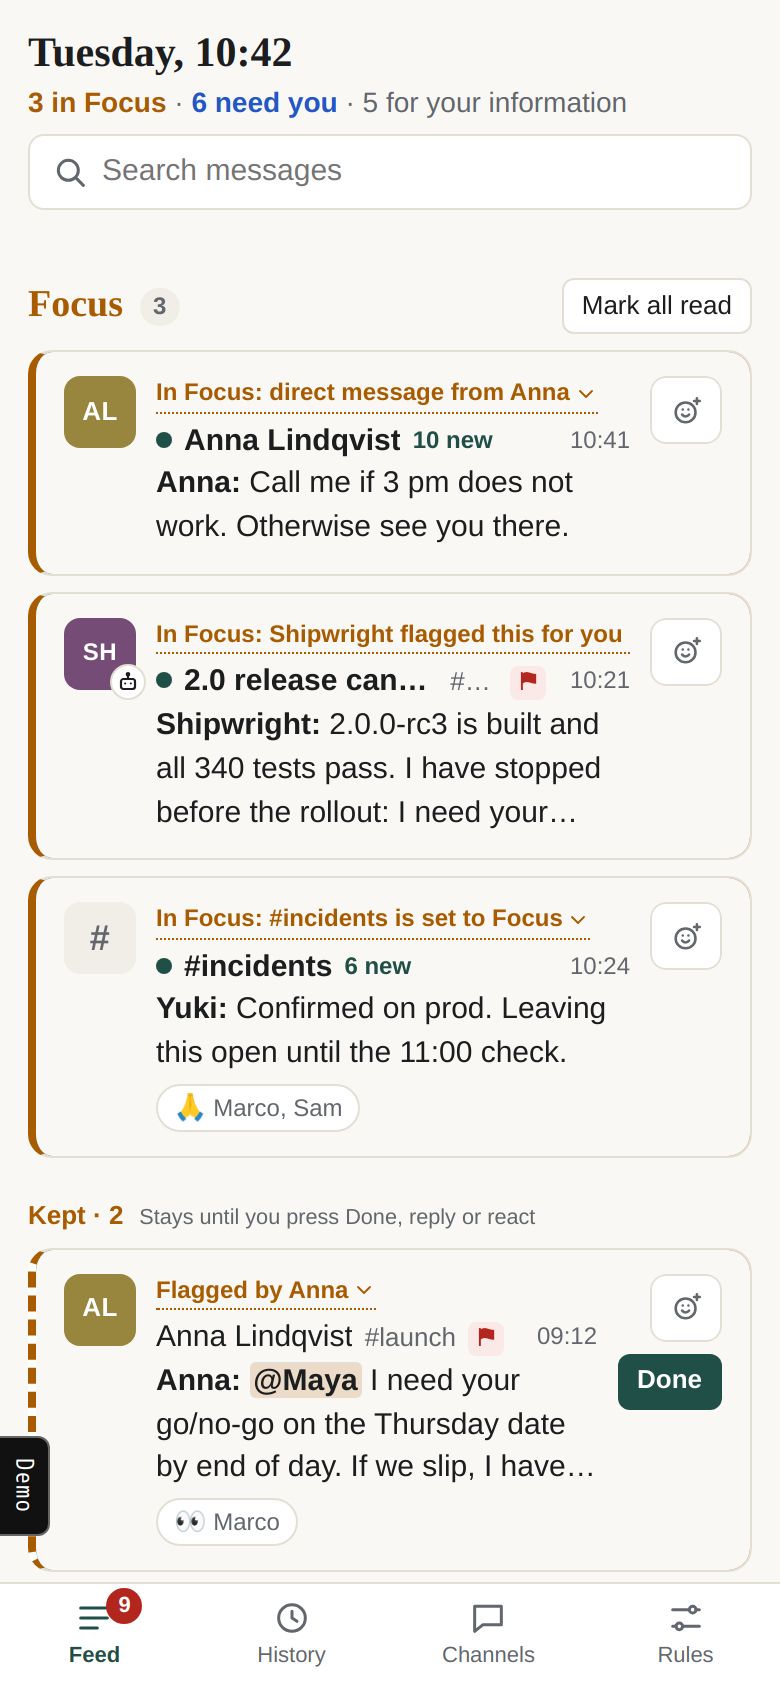 Tuesday, 10:42
3 in Focus · 6 need you · 5 for your information
Search messages
Focus 3 Mark all read
AL In Focus: direct message from Anna
Anna Lindqvist 10 new 10:41
Anna: Call me if 3 pm does not
work. Otherwise see you there.
SH In Focus: Shipwright flagged this for you
2.0 release can… #… 10:21
Shipwright: 2.0.0-rc3 is built and
all 340 tests pass. I have stopped
before the rollout: I need your…
# In Focus: #incidents is set to Focus
#incidents 6 new 10:24
Yuki: Confirmed on prod. Leaving
this open until the 11:00 check.
🙏 Marco, Sam
Kept · 2 Stays until you press Done, reply or react
AL Flagged by Anna
Anna Lindqvist #launch 09:12
Anna: @Maya I need your
go/no-go on the Thursday date
by end of day. If we slip, I have…
Done
👀 Marco
Demo
9
Feed History Channels Rules